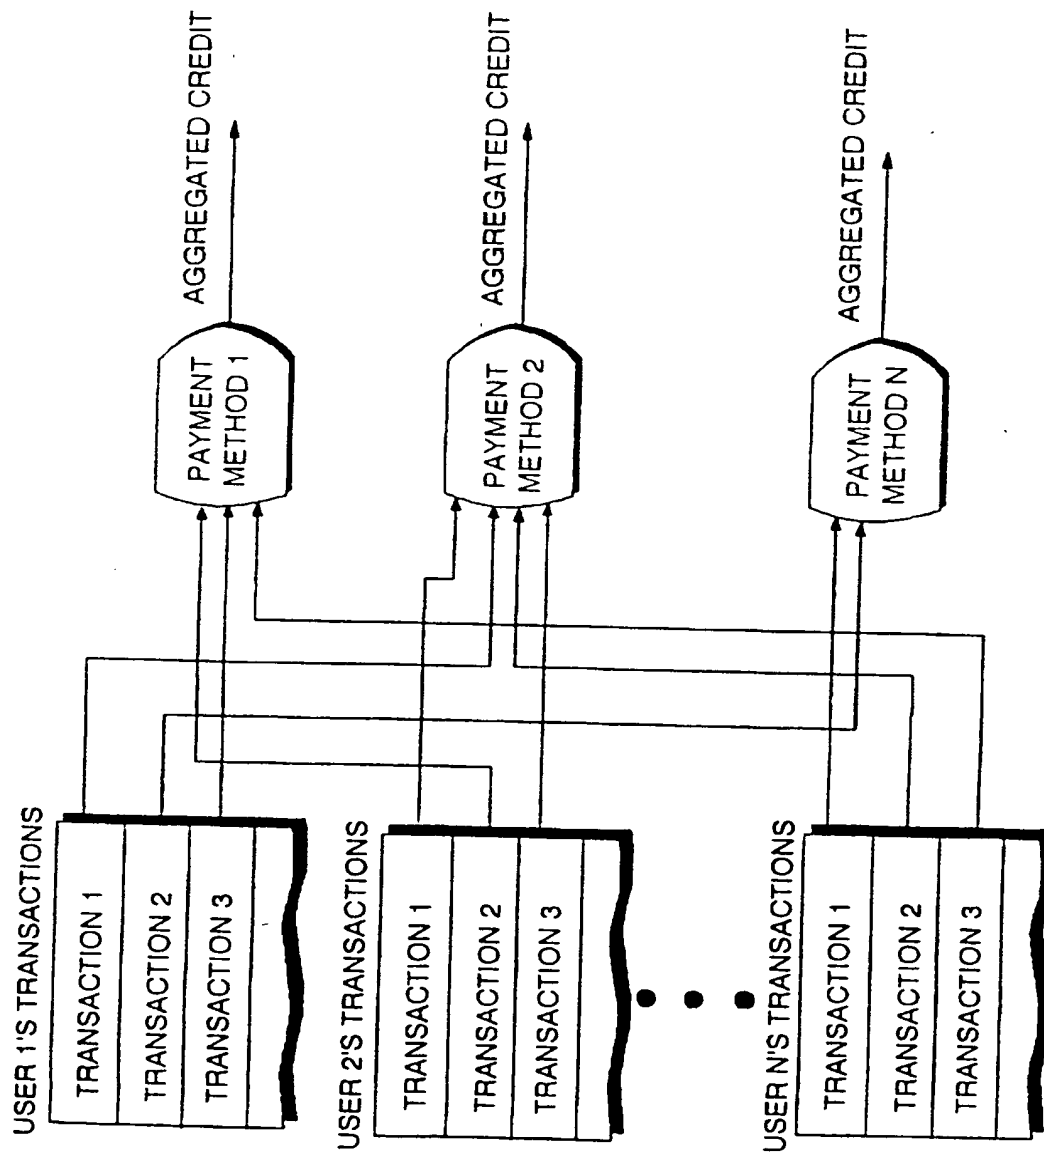 USER 1'S TRANSACTIONS
TRANSACTION 1
TRANSACTION 2
TRANSACTION 3
USER 2'S TRANSACTIONS
TRANSACTION 1
TRANSACTION 2
TRANSACTION 3
USER N'S TRANSACTIONS
TRANSACTION 1
TRANSACTION 2
TRANSACTION 3
PAYMENT
METHOD 1
PAYMENT
METHOD 2
PAYMENT
METHOD N
AGGREGATED CREDIT
AGGREGATED CREDIT
AGGREGATED CREDIT